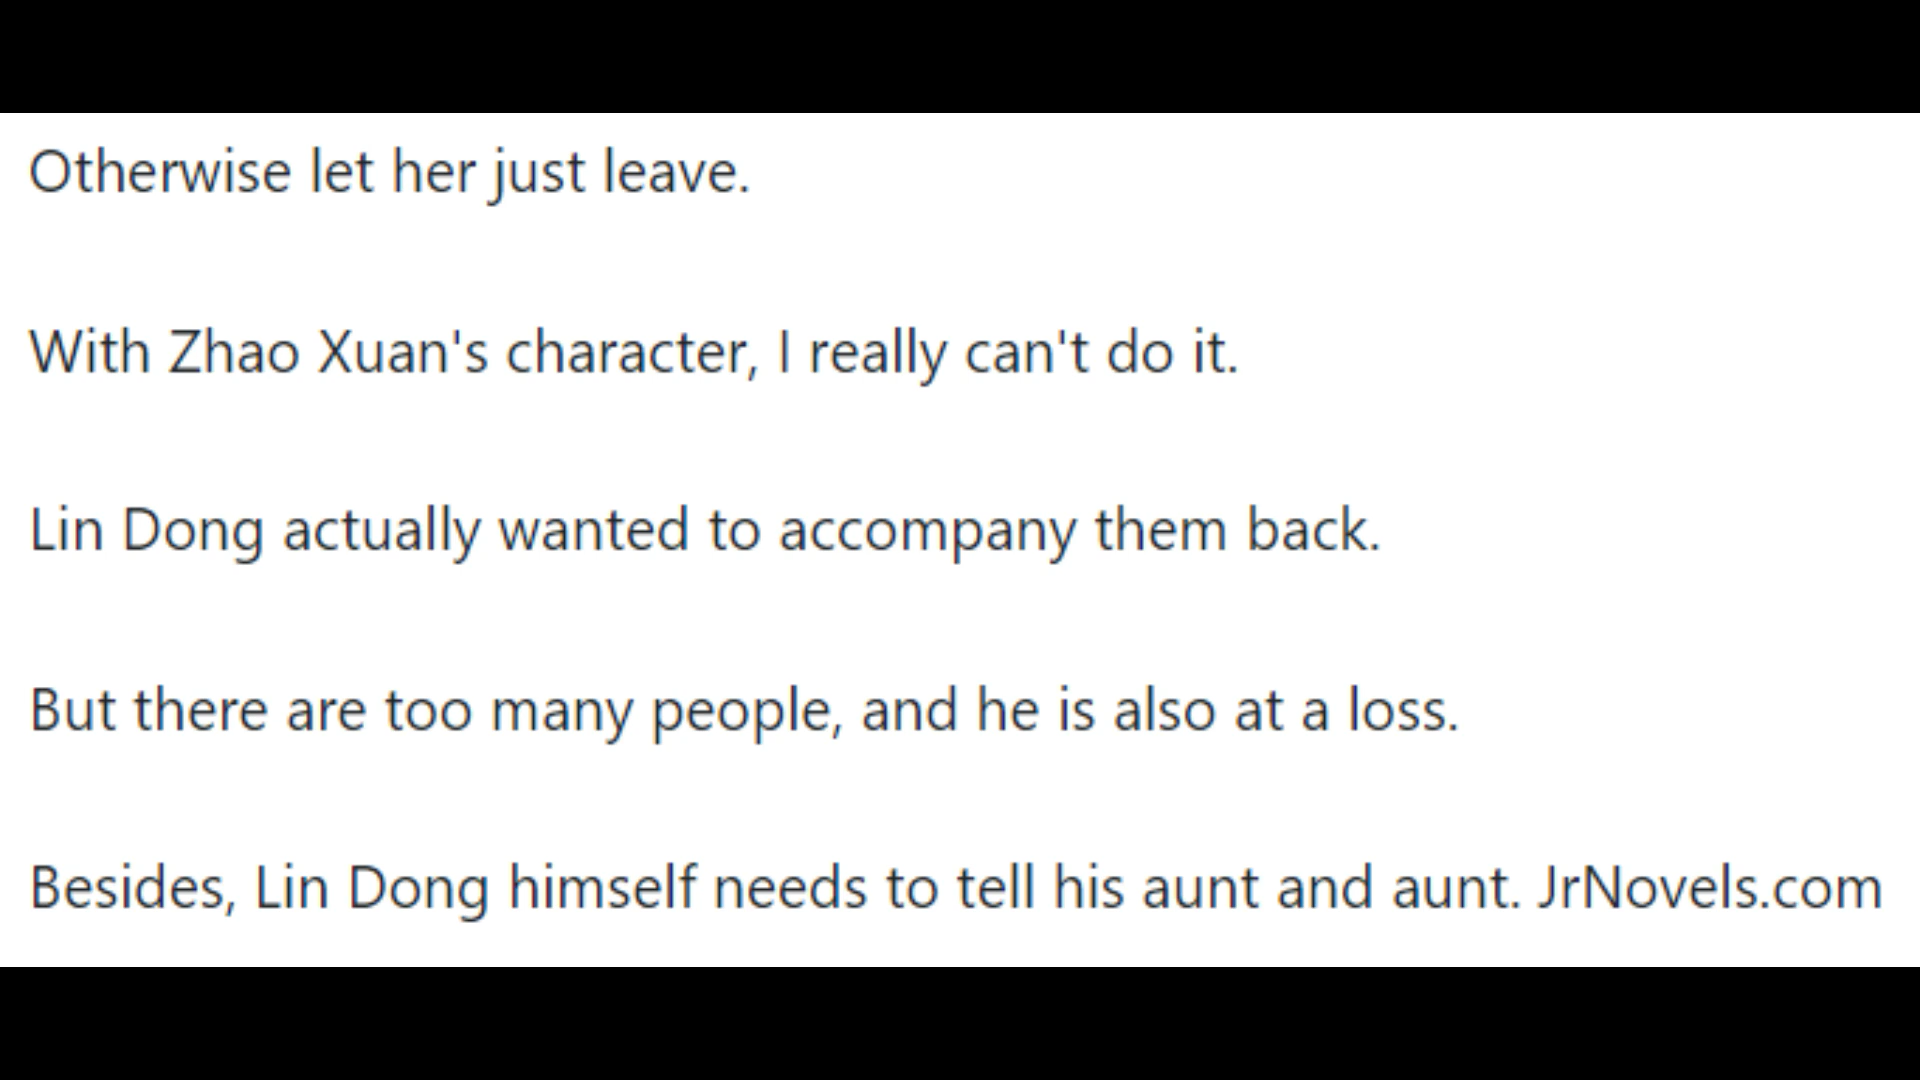 Otherwise let her just leave.
With Zhao Xuan's character, I really can't do it.
Lin Dong actually wanted to accompany them back.
But there are too many people, and he is also at a loss.
Besides, Lin Dong himself needs to tell his aunt and aunt. JrNovels.com